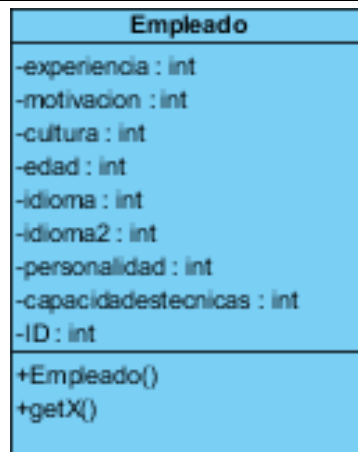 Empleado
-experiencia : int
-motivacion : int
-cultura : int
-edad : int
-idioma : int
-idioma2 : int
-personalidad : int
-capacidadestecnicas : int
-ID : int
+Empleado()
+getX()